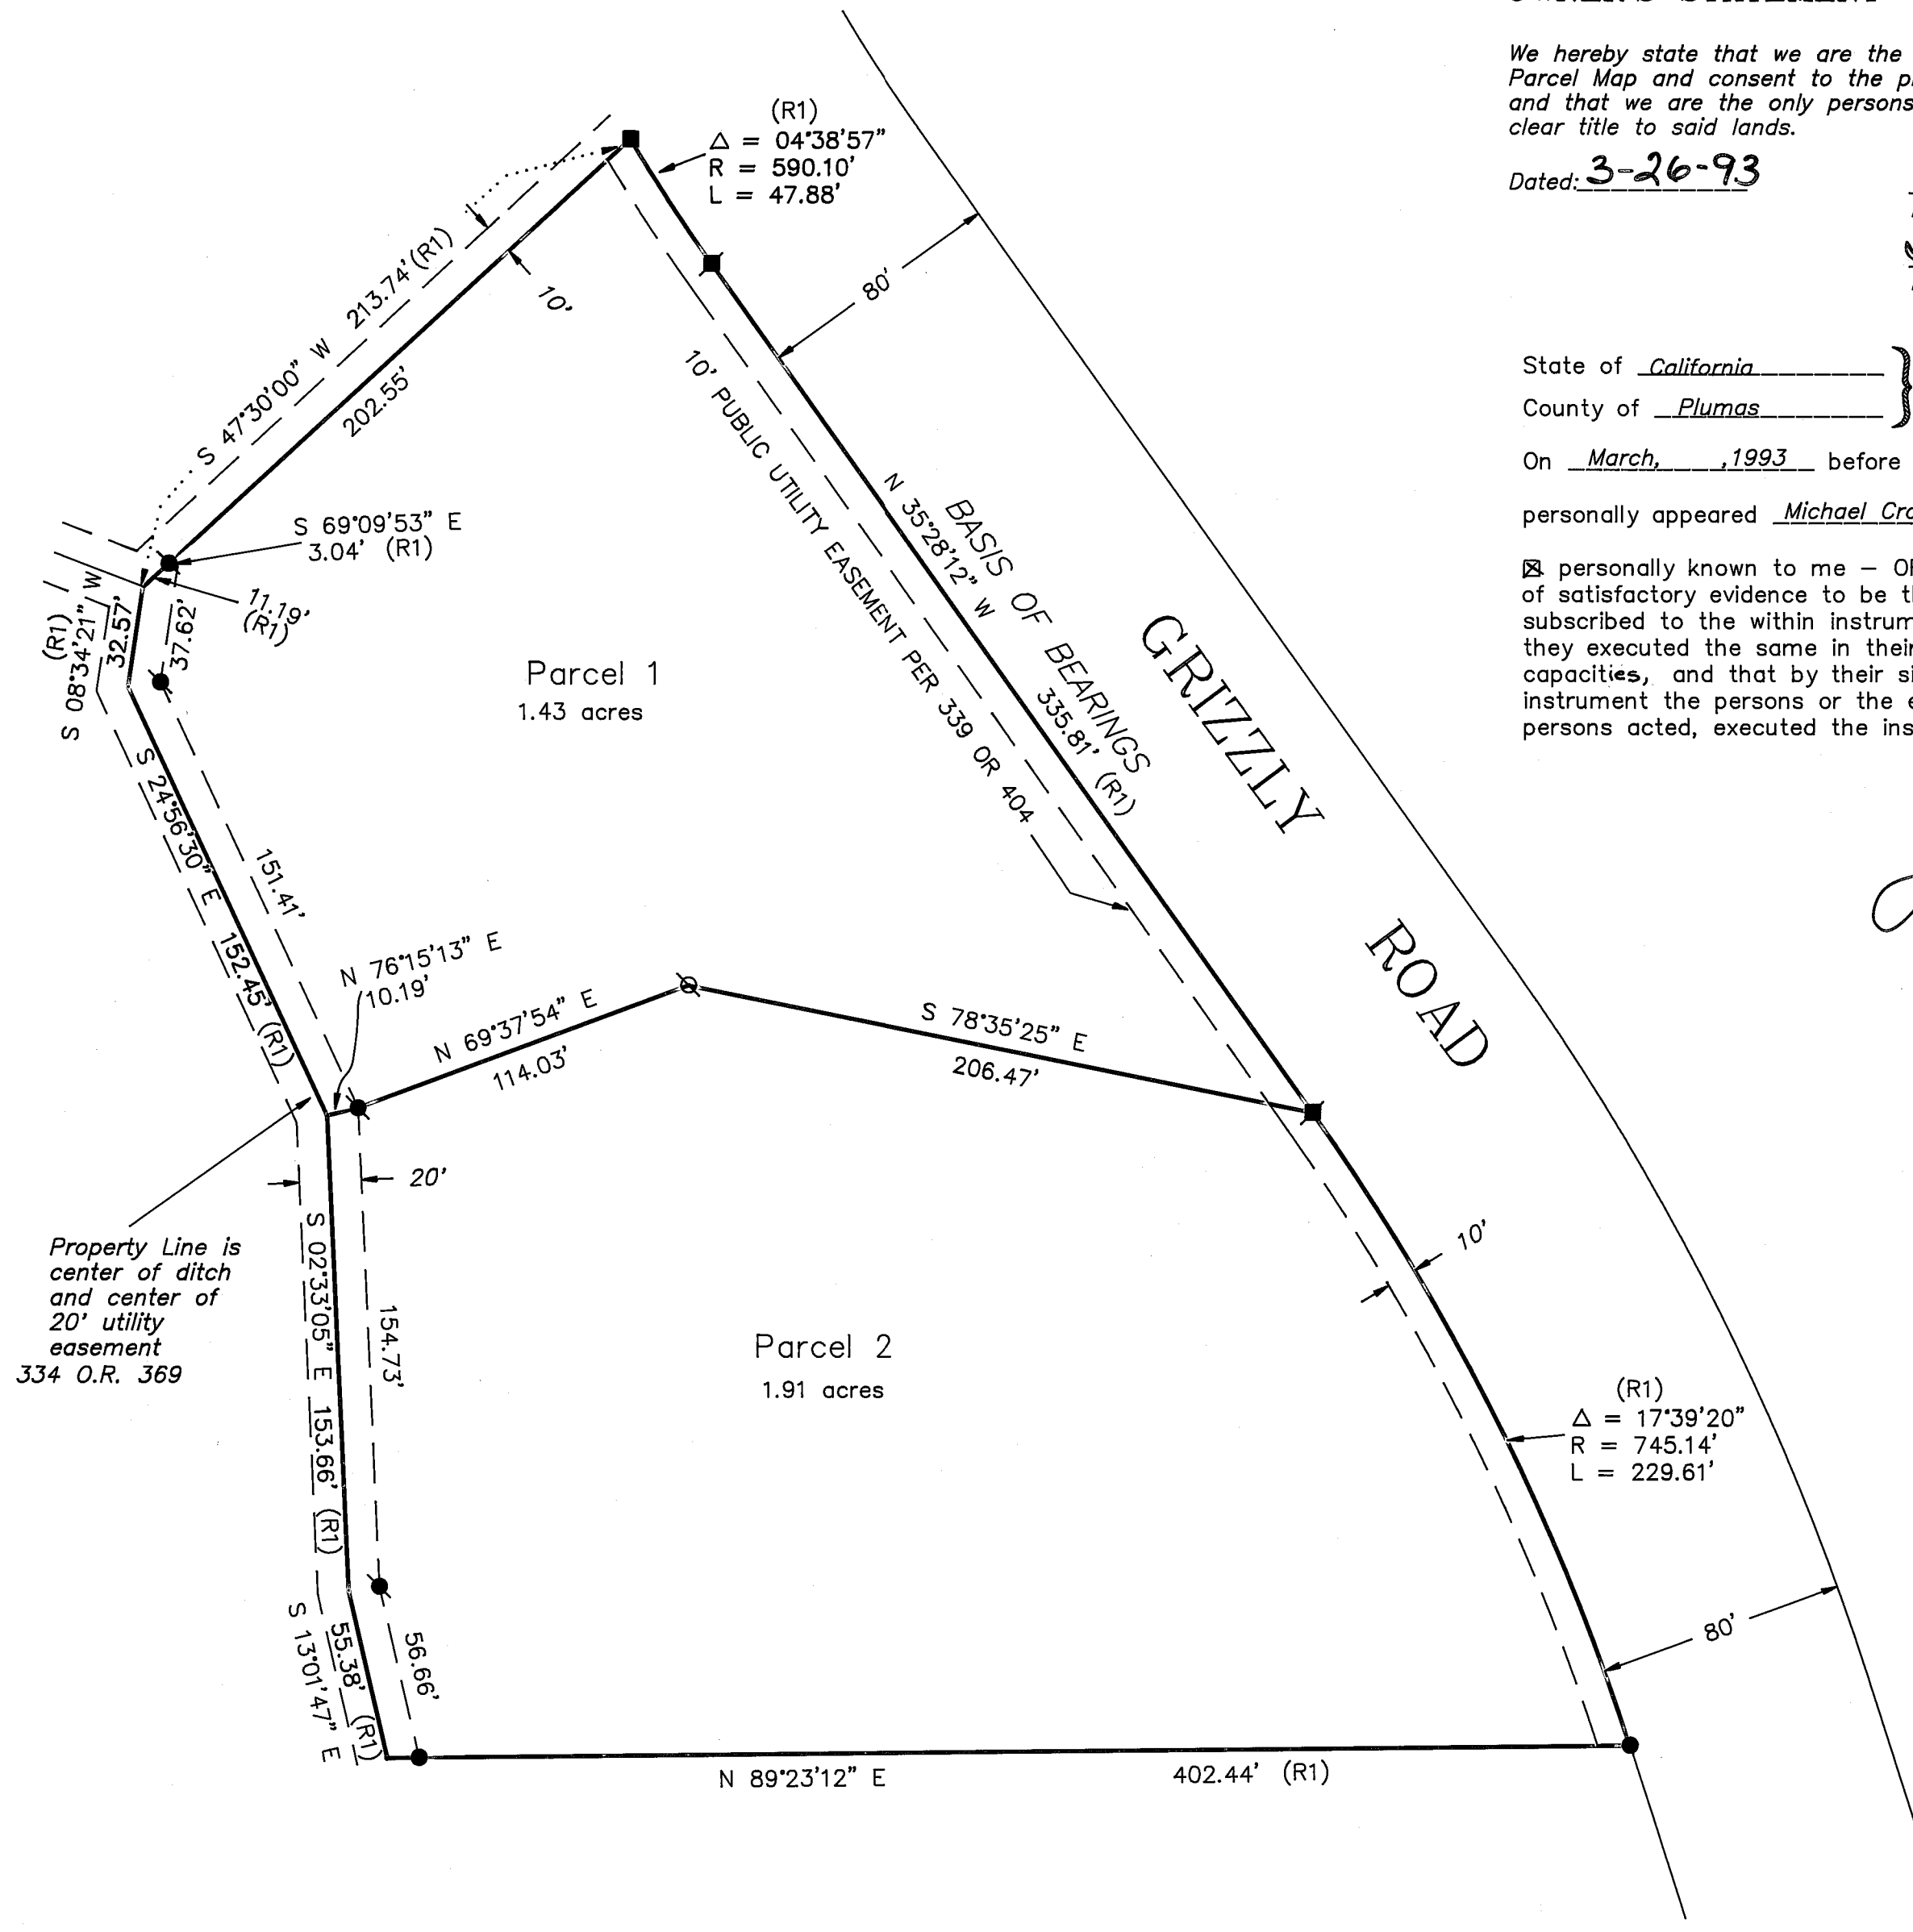 We hereby state that we are the
Parcel Map and consent to the
and that we are the only persons
clear title to said lands.
Dated: 3-26-93
State of California
County of Plumas
On March, ,1993 before
personally appeared Michael
☒ personally known to me —
of satisfactory evidence to be
subscribed to the within
they executed the same in their
capacities, and that by their
instrument the persons or the
persons acted, executed the
(R1)
Δ = 04°38'57"
R = 590.10'
L = 47.88'
80'
S 47°30'00" W 213.74'(R1)
10'
202.55'
10' PUBLIC UTILITY EASEMENT PER 339 OR 404
N 35°28'12" W
335.81' (R1)
BASIS OF BEARINGS
GRIZZLY ROAD
S 69°09'53" E
3.04' (R1)
11.19'
(R1)
(R1)
S 08°34'21" W
32.57'
37.62'
Parcel 1
1.43 acres
S 24°56'30" E 152.45' (R1)
151.41'
N 76°15'13" E
10.19'
N 69°37'54" E
114.03'
S 78°35'25" E
206.47'
20'
Property Line is
center of ditch
and center of
20' utility
easement
334 O.R. 369
S 02°33'05" E 153.66' (R1)
154.73'
10'
Parcel 2
1.91 acres
(R1)
Δ = 17°39'20"
R = 745.14'
L = 229.61'
80'
S 13°01'47" E
55.38' (R1)
56.66'
N 89°23'12" E 402.44' (R1)